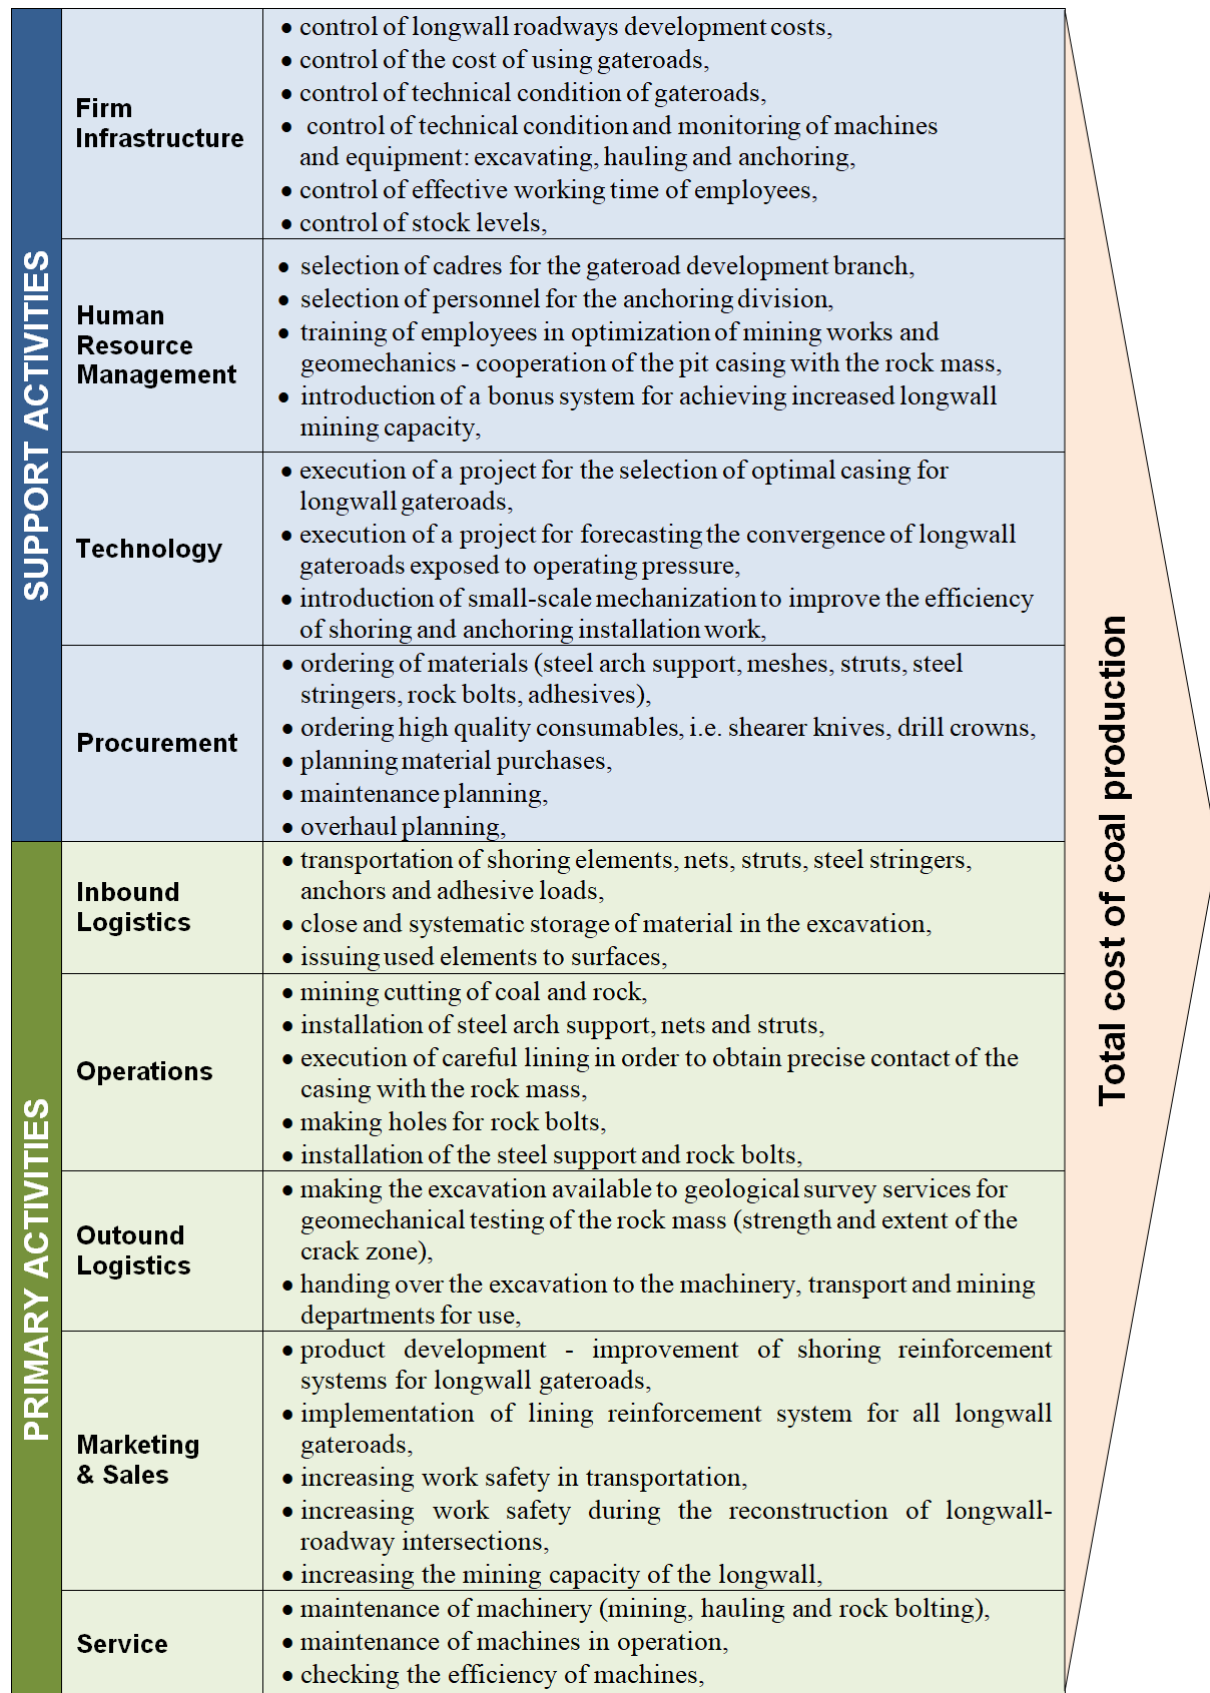 SUPPORT ACTIVITIES
Firm
Infrastructure
• control of longwall roadways development costs,
• control of the cost of using gateroads,
• control of technical condition of gateroads,
• control of technical condition and monitoring of machines
and equipment: excavating, hauling and anchoring,
• control of effective working time of employees,
• control of stock levels,
Human
Resource
Management
• selection of cadres for the gateroad development branch,
• selection of personnel for the anchoring division,
• training of employees in optimization of mining works and
geomechanics - cooperation of the pit casing with the rock mass,
• introduction of a bonus system for achieving increased longwall
mining capacity,
Technology
• execution of a project for the selection of optimal casing for
longwall gateroads,
• execution of a project for forecasting the convergence of longwall
gateroads exposed to operating pressure,
• introduction of small-scale mechanization to improve the efficiency
of shoring and anchoring installation work,
Procurement
• ordering of materials (steel arch support, meshes, struts, steel
stringers, rock bolts, adhesives),
• ordering high quality consumables, i.e. shearer knives, drill crowns,
• planning material purchases,
• maintenance planning,
• overhaul planning,
PRIMARY ACTIVITIES
Inbound
Logistics
• transportation of shoring elements, nets, struts, steel stringers,
anchors and adhesive loads,
• close and systematic storage of material in the excavation,
• issuing used elements to surfaces,
Operations
• mining cutting of coal and rock,
• installation of steel arch support, nets and struts,
• execution of careful lining in order to obtain precise contact of the
casing with the rock mass,
• making holes for rock bolts,
• installation of the steel support and rock bolts,
Outound
Logistics
• making the excavation available to geological survey services for
geomechanical testing of the rock mass (strength and extent of the
crack zone),
• handing over the excavation to the machinery, transport and mining
departments for use,
Marketing
& Sales
• product development - improvement of shoring reinforcement
systems for longwall gateroads,
• implementation of lining reinforcement system for all longwall
gateroads,
• increasing work safety in transportation,
• increasing work safety during the reconstruction of longwall-
roadway intersections,
• increasing the mining capacity of the longwall,
Service
• maintenance of machinery (mining, hauling and rock bolting),
• maintenance of machines in operation,
• checking the efficiency of machines,
Total cost of coal production